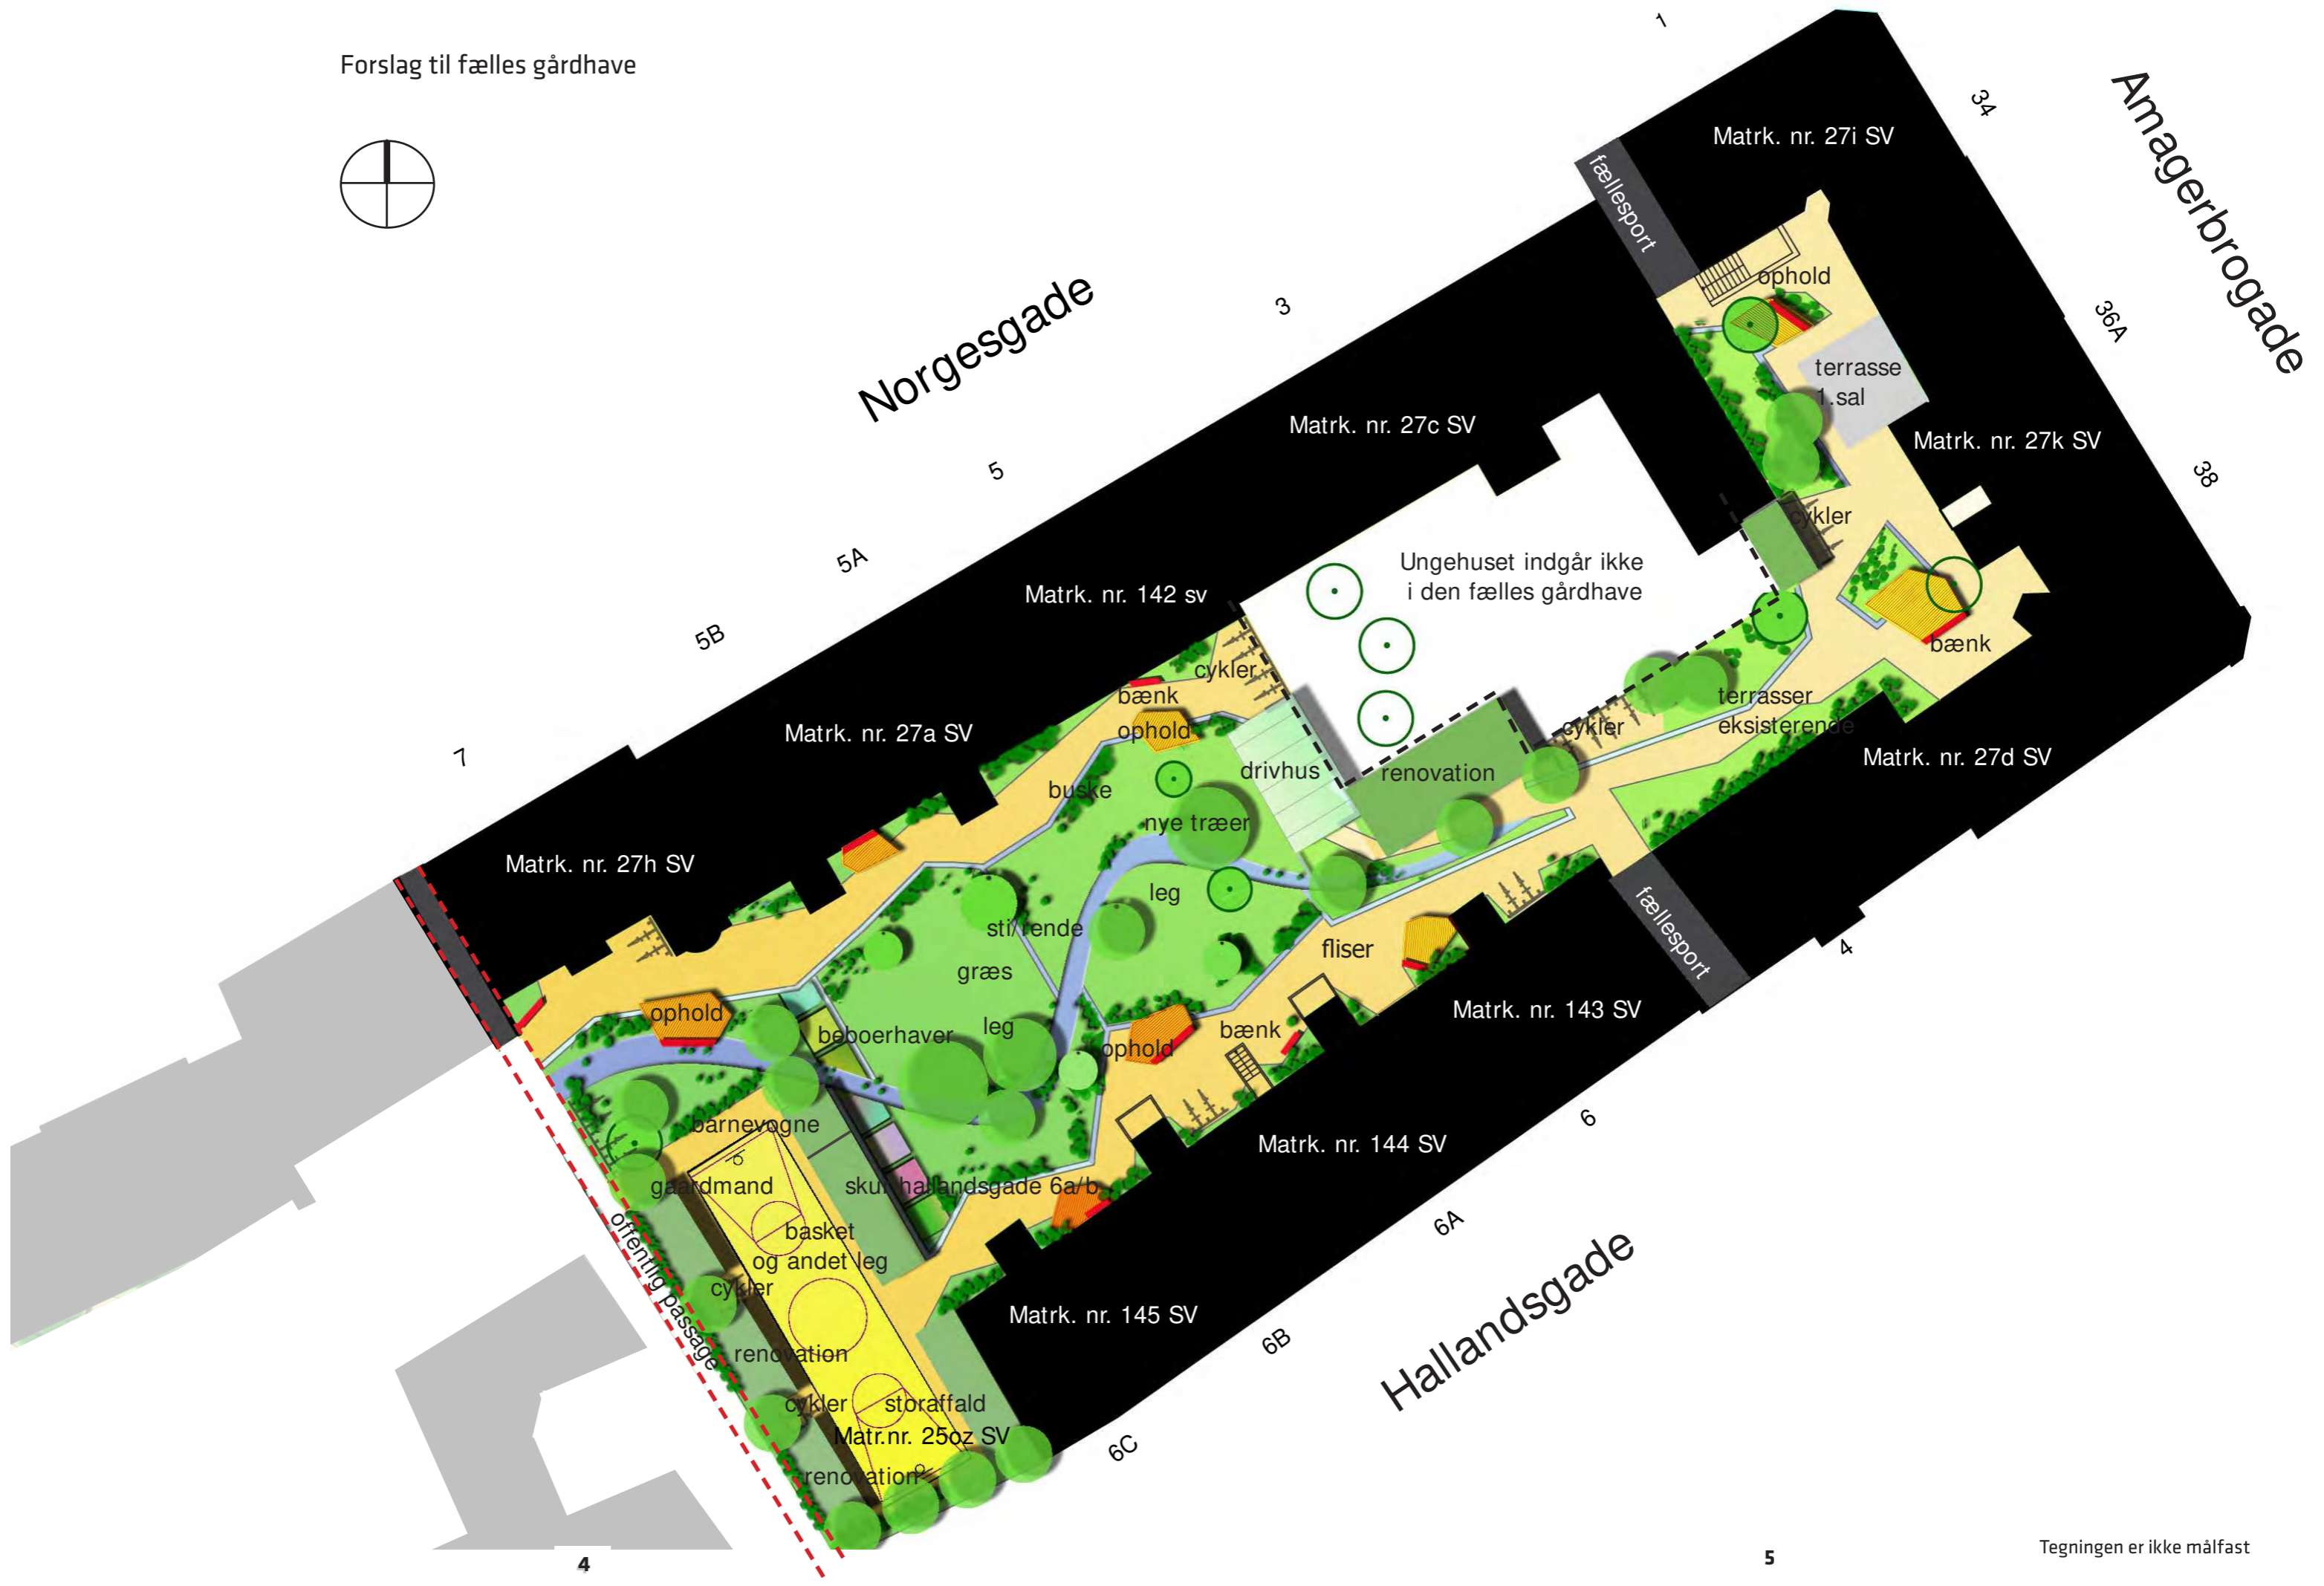 Forslag til fælles gårdhave
1
34
Amagerbrogade
Matrk. nr. 27i SV
fællesport
ophold
Norgesgade
3
36A
terrasse
1.sal
Matrk. nr. 27c SV
Matrk. nr. 27k SV
5
38
cykler
5A
Ungehuset indgår ikke
i den fælles gårdhave
Matrk. nr. 142 sv
5B
bænk
cykler
bænk
terrasser
eksisterende
cykler
ophold
Matrk. nr. 27a SV
7
Matrk. nr. 27d SV
drivhus
renovation
buske
nye træer
Matrk. nr. 27h SV
leg
sti/rende
fællesport
fliser
4
græs
ophold
leg
beboerhaver
bænk
ophold
Matrk. nr. 143 SV
barnevogne
6
Matrk. nr. 144 SV
gaardmand
skur hallandsgade 6a/b
offentlig passage
basket
og andet leg
6A
cykler
Hallandsgade
Matrk. nr. 145 SV
6B
renovation
cykler
storaffald
Matr.nr. 25oz SV
6C
renovation
4
5
Tegningen er ikke målfast